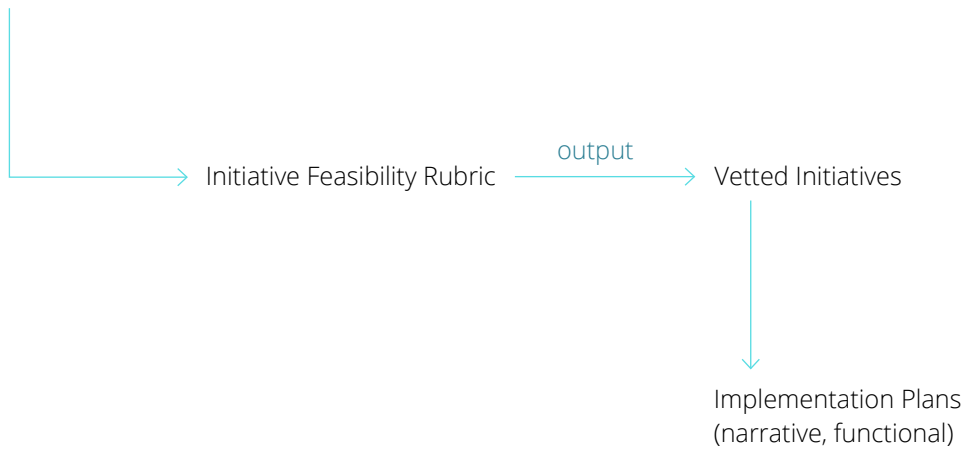 output
Initiative Feasibility Rubric
Vetted Initiatives
Implementation Plans
(narrative, functional)